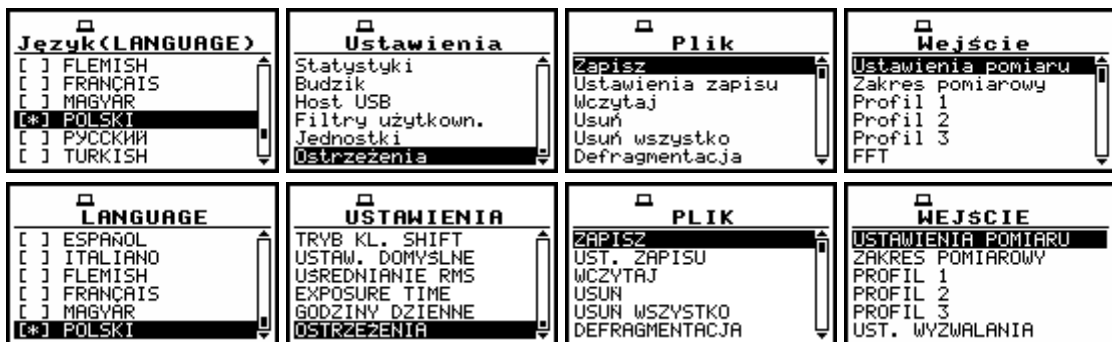 Język(LANGUAGE)
[ ] FLEMISH
[ ] FRANÇAIS
[ ] MAGYAR
[*] POLSKI
[ ] РУССКИЙ
[ ] TURKISH
Ustawienia
Statystyki
Budzik
Host USB
Filtry użytkown.
Jednostki
Ostrzeżenia
Plik
Zapisz
Ustawienia zapisu
Wczytaj
Usuń
Usuń wszystko
Defragmentacja
Wejście
Ustawienia pomiaru
Zakres pomiarowy
Profil 1
Profil 2
Profil 3
FFT
LANGUAGE
[ ] ESPAÑOL
[ ] ITALIANO
[ ] FLEMISH
[ ] FRANÇAIS
[ ] MAGYAR
[*] POLSKI
USTAWIENIA
TRYB KL. SHIFT
USTAW. DOMYŚLNE
UŚREDNIANIE RMS
EXPOSURE TIME
GODZINY DZIENNE
OSTRZEŻENIA
PLIK
ZAPISZ
UST. ZAPISU
WCZYTAJ
USUŃ
USUŃ WSZYSTKO
DEFRAGMENTACJA
WEJŚCIE
USTAWIENIA POMIARU
ZAKRES POMIAROWY
PROFIL 1
PROFIL 2
PROFIL 3
UST. WYZWALANIA